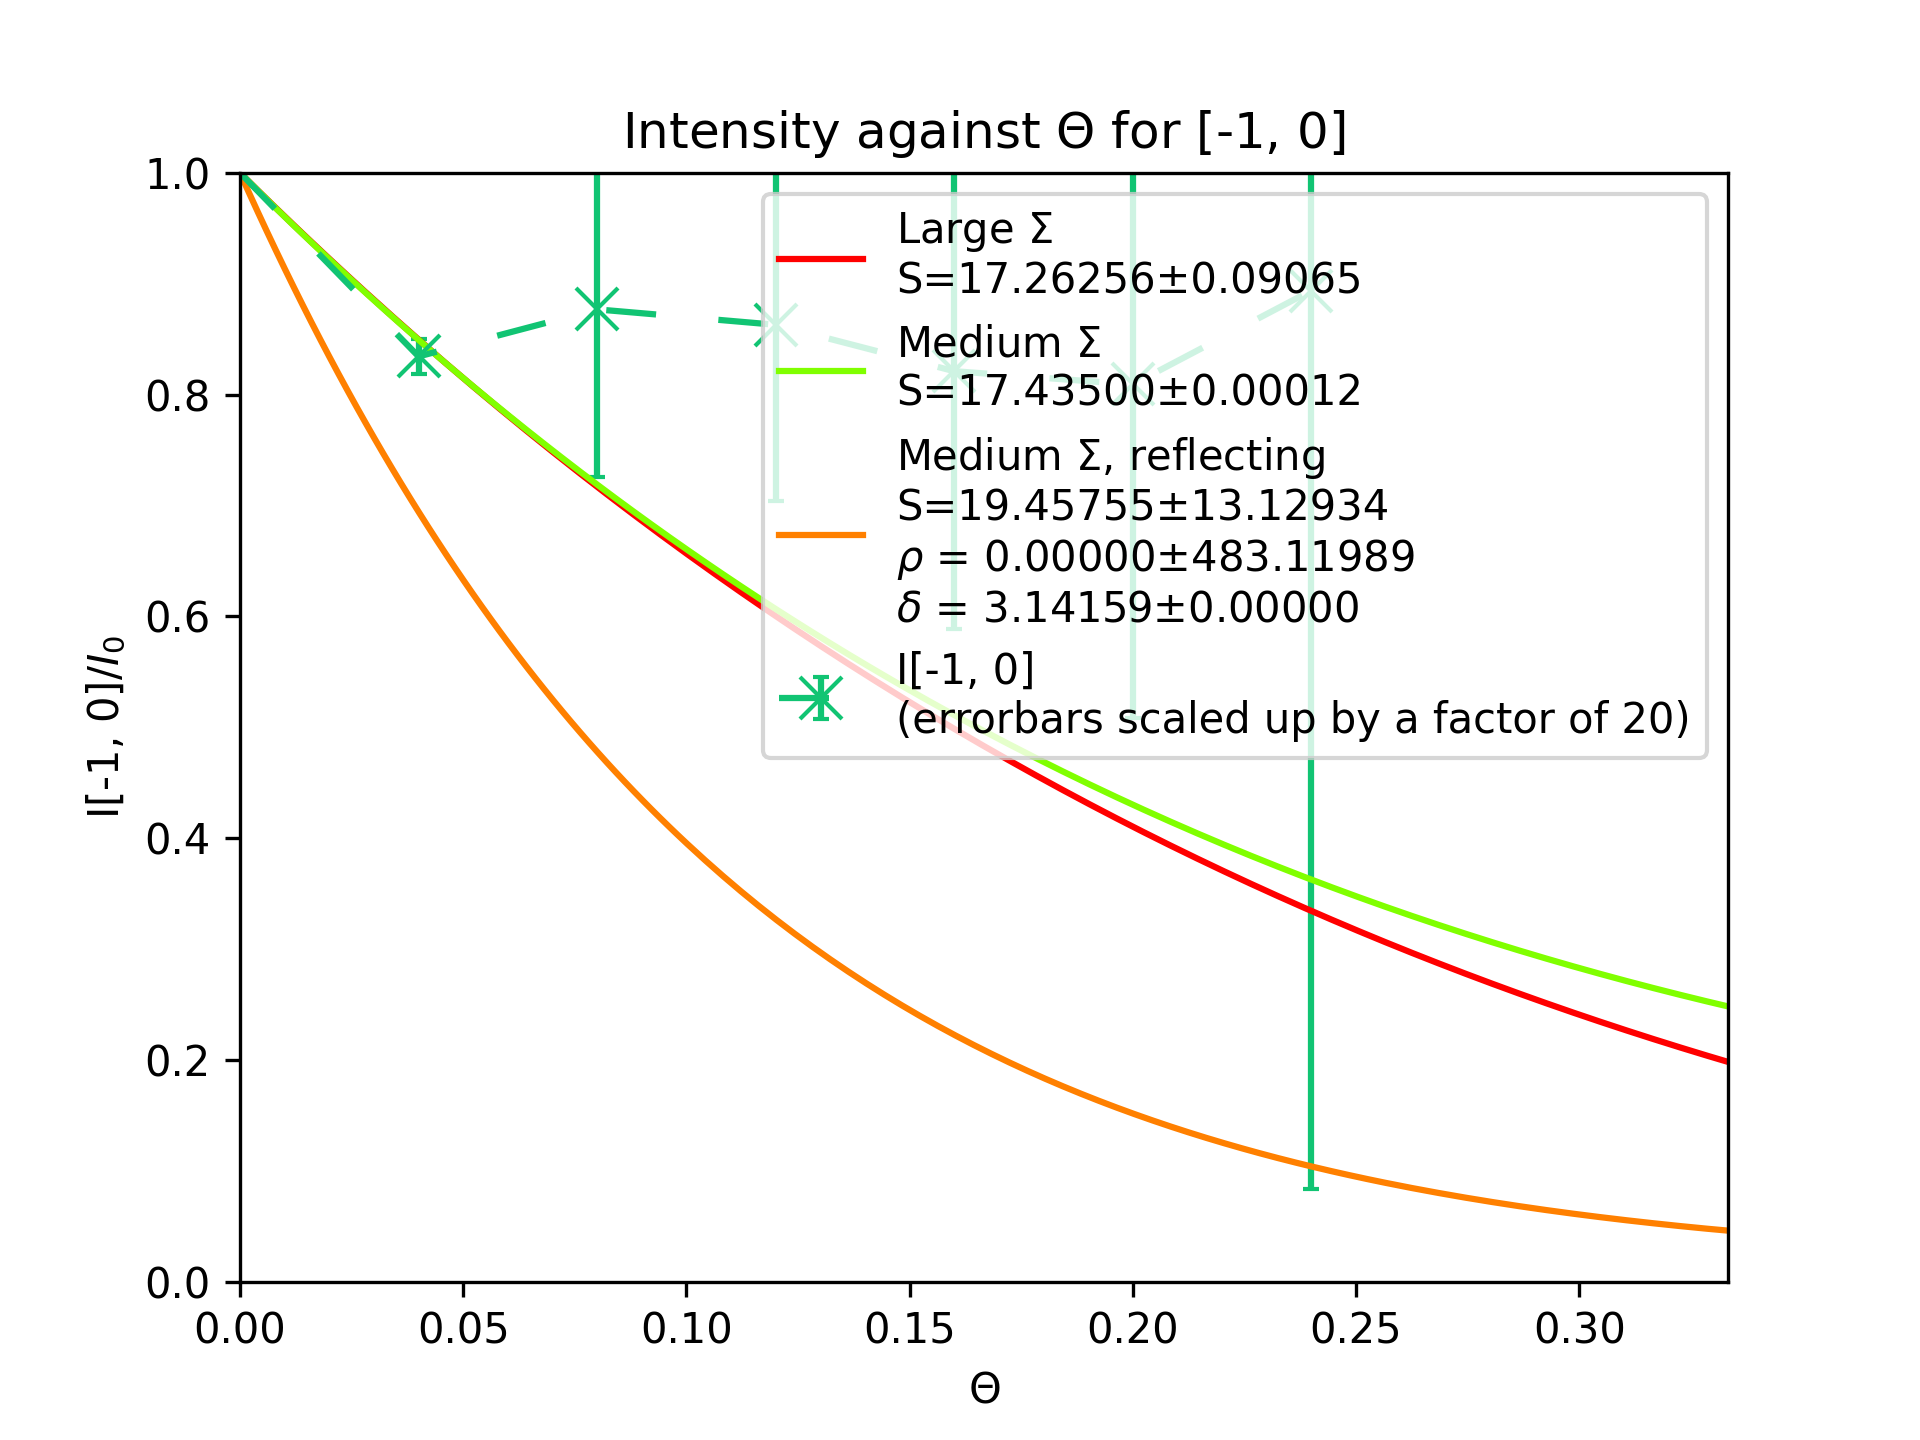 Intensity against Θ for [-1, 0]
I[-1, 0]/I₀
1.0
0.8
0.6
0.4
0.2
0.0
Large Σ
S=17.26256±0.09065
Medium Σ
S=17.43500±0.00012
Medium Σ, reflecting
S=19.45755±13.12934
ρ = 0.00000±483.11989
δ = 3.14159±0.00000
I[-1, 0]
(errorbars scaled up by a factor of 20)
0.00 0.05 0.10 0.15 0.20 0.25 0.30
Θ